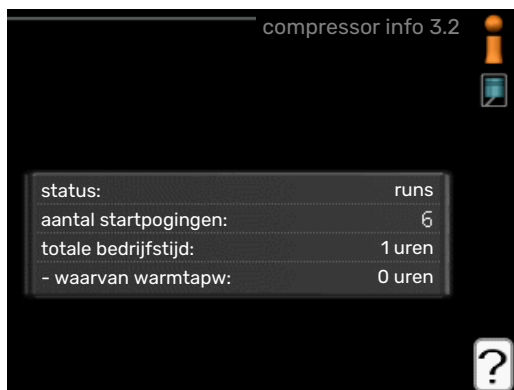 compressor info 3.2
status: runs
aantal startpogingen: 6
totale bedrijfstijd: 1 uren
- waarvan warmtapw: 0 uren
?